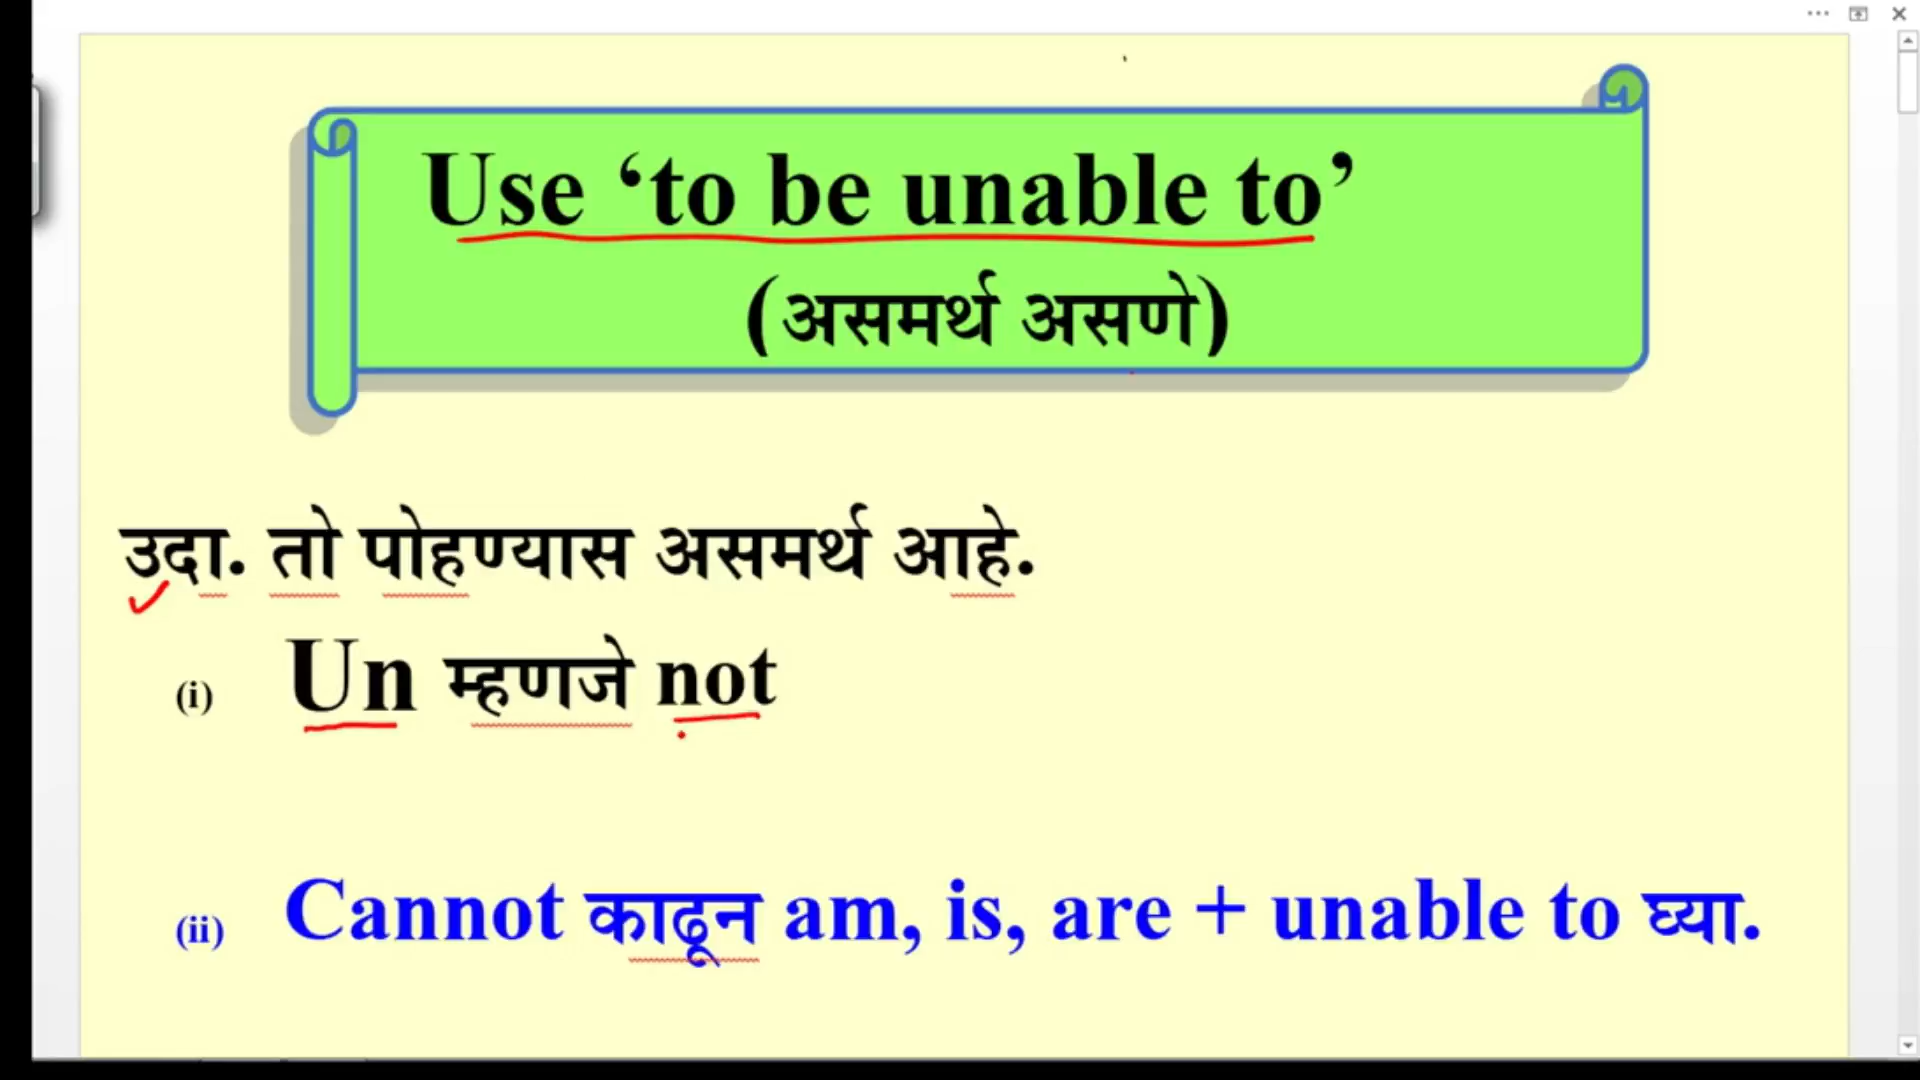 Use ‘to be unable to’
(असमर्थ असणे)
उदा. तो पोहण्यास असमर्थ आहे.
(i) Un म्हणजे not
(ii) Cannot काढून am, is, are + unable to घ्या.